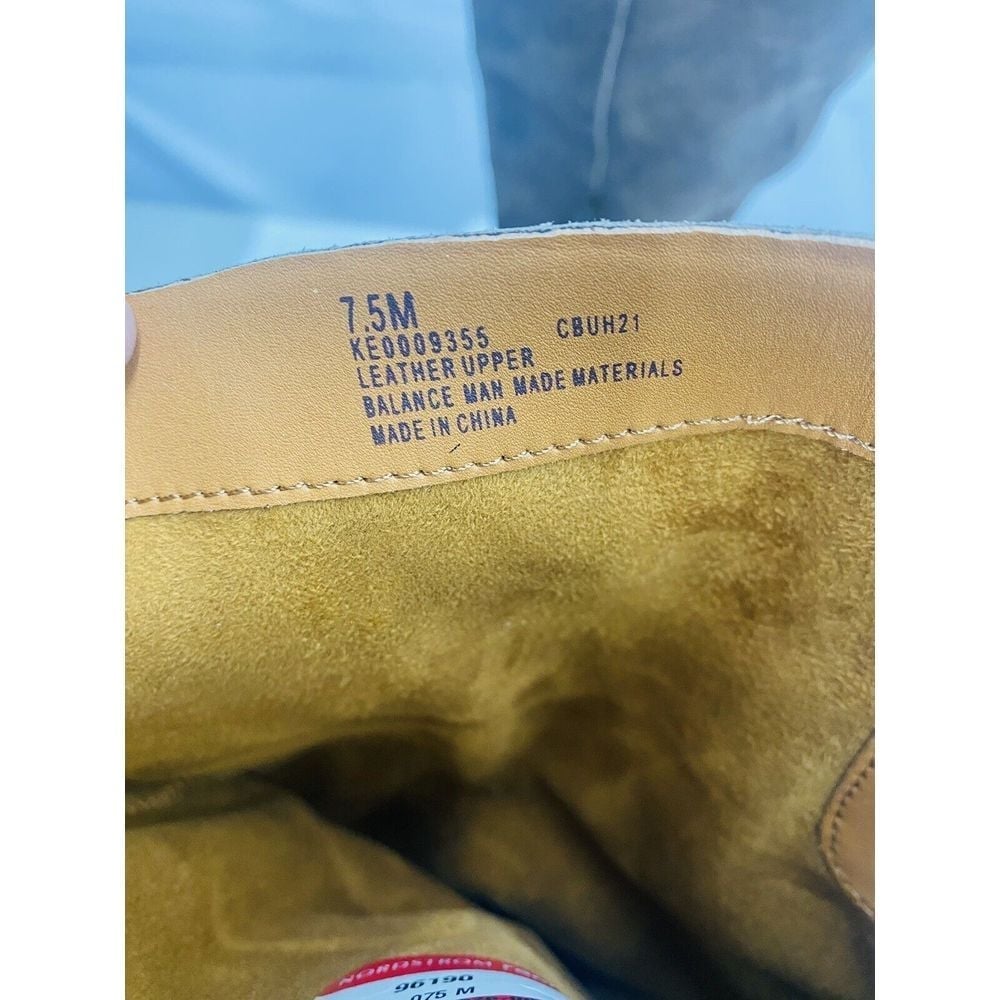 7.5M
KE0009355 CBUH21
LEATHER UPPER
BALANCE MAN MADE MATERIALS
MADE IN CHINA
NORDSTROM
96190
075 M